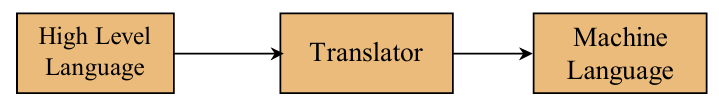 High Level
Language
Translator
Machine
Language